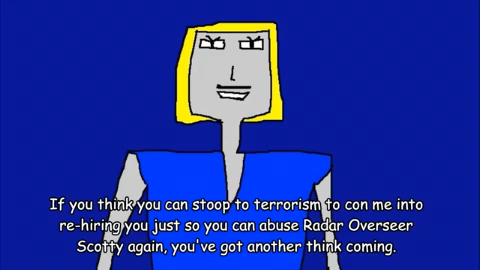 If you think you can stoop to terrorism to con me into
re-hiring you just so you can abuse Radar Overseer
Scotty again, you've got another think coming.